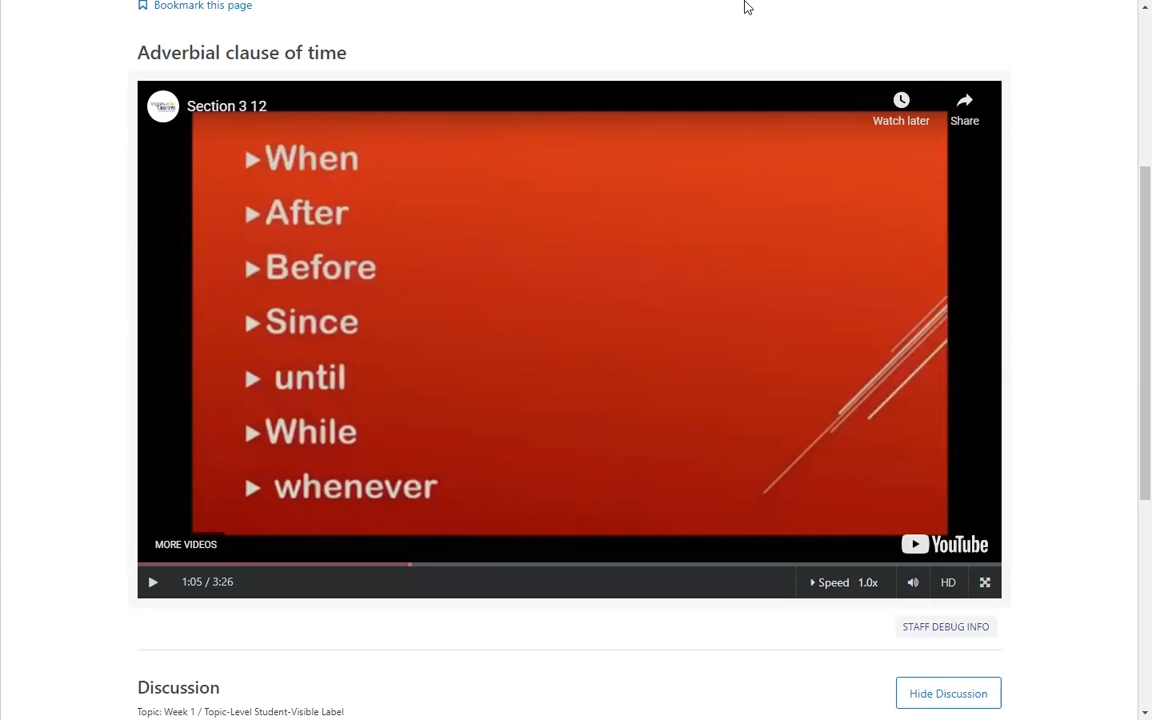 Bookmark this page
Adverbial clause of time
Section 3 12
Watch later
Share
►When
►After
►Before
►Since
► until
►While
► whenever
MORE VIDEOS
YouTube
1:05 / 3:26
Speed 1.0x
HD
STAFF DEBUG INFO
Discussion
Hide Discussion
Topic: Week 1 / Topic-Level Student-Visible Label